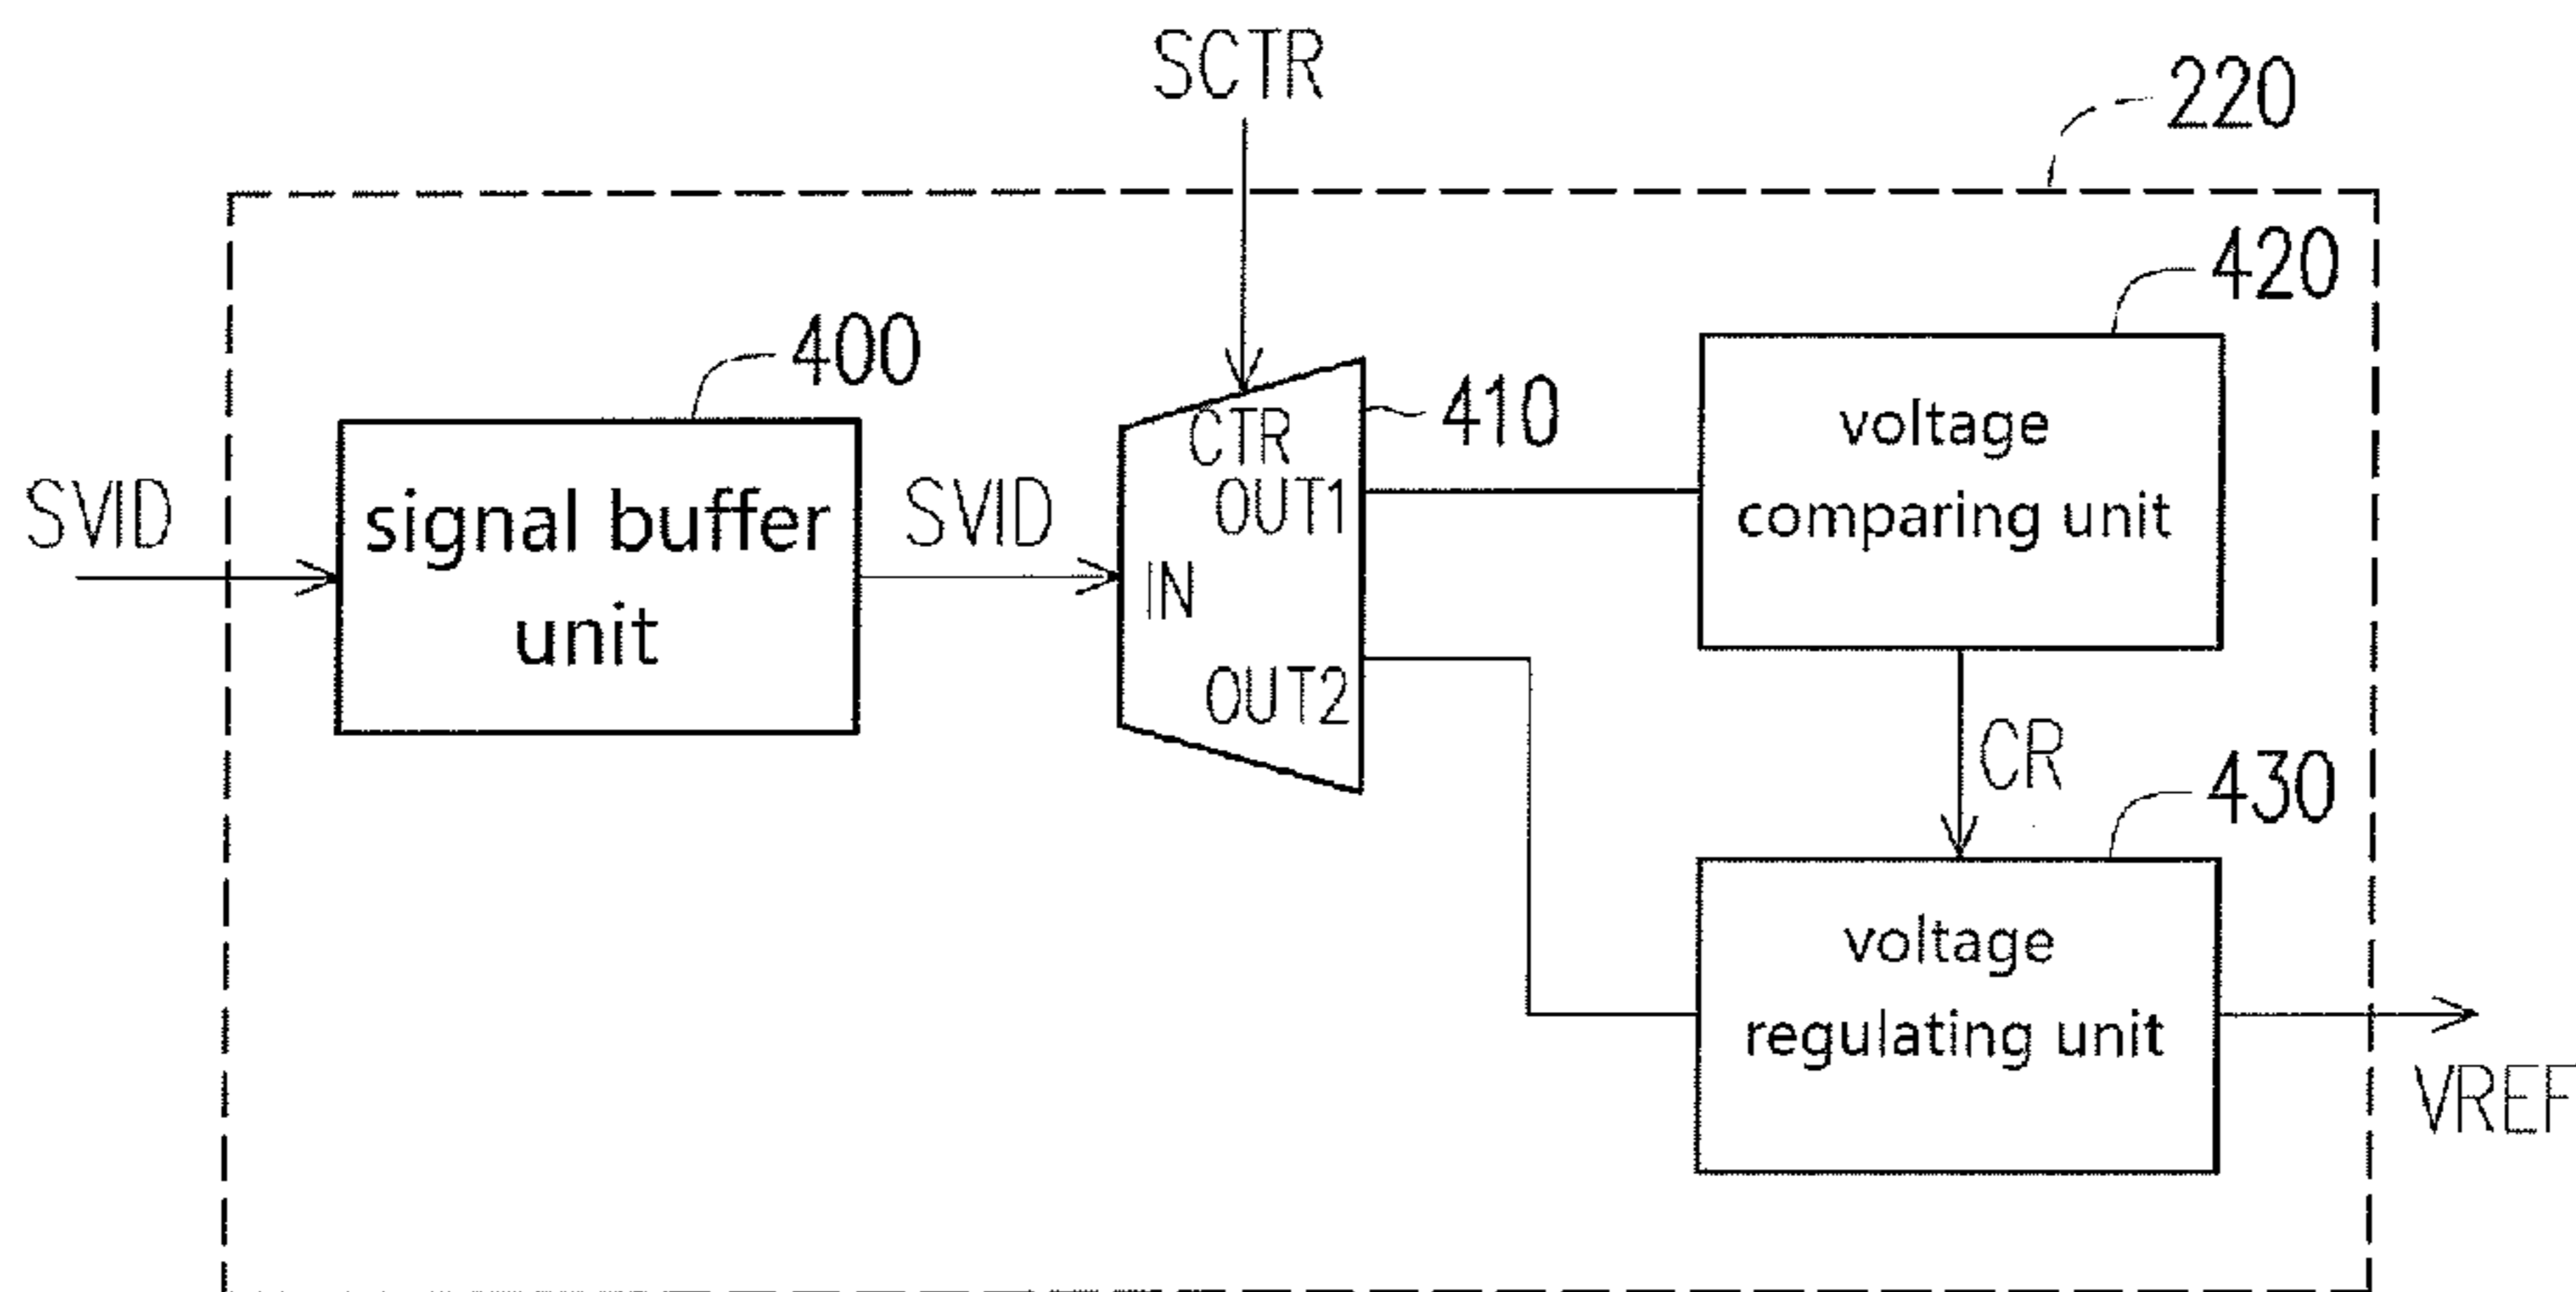 SCTR
220
420
400
410
CTR
voltage
comparing unit
SVID
signal buffer
unit
SVID
OUT1
IN
OUT2
CR
430
voltage
regulating unit
VREF